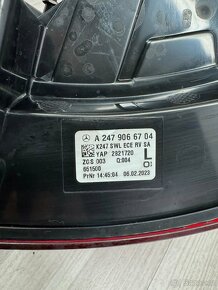 A 247 906 67 04
X247 SWL ECE RV SA
YAP 2821720
ZGS 003 Q:004
L
651500
PrNr 14:45:04 06.02.2023